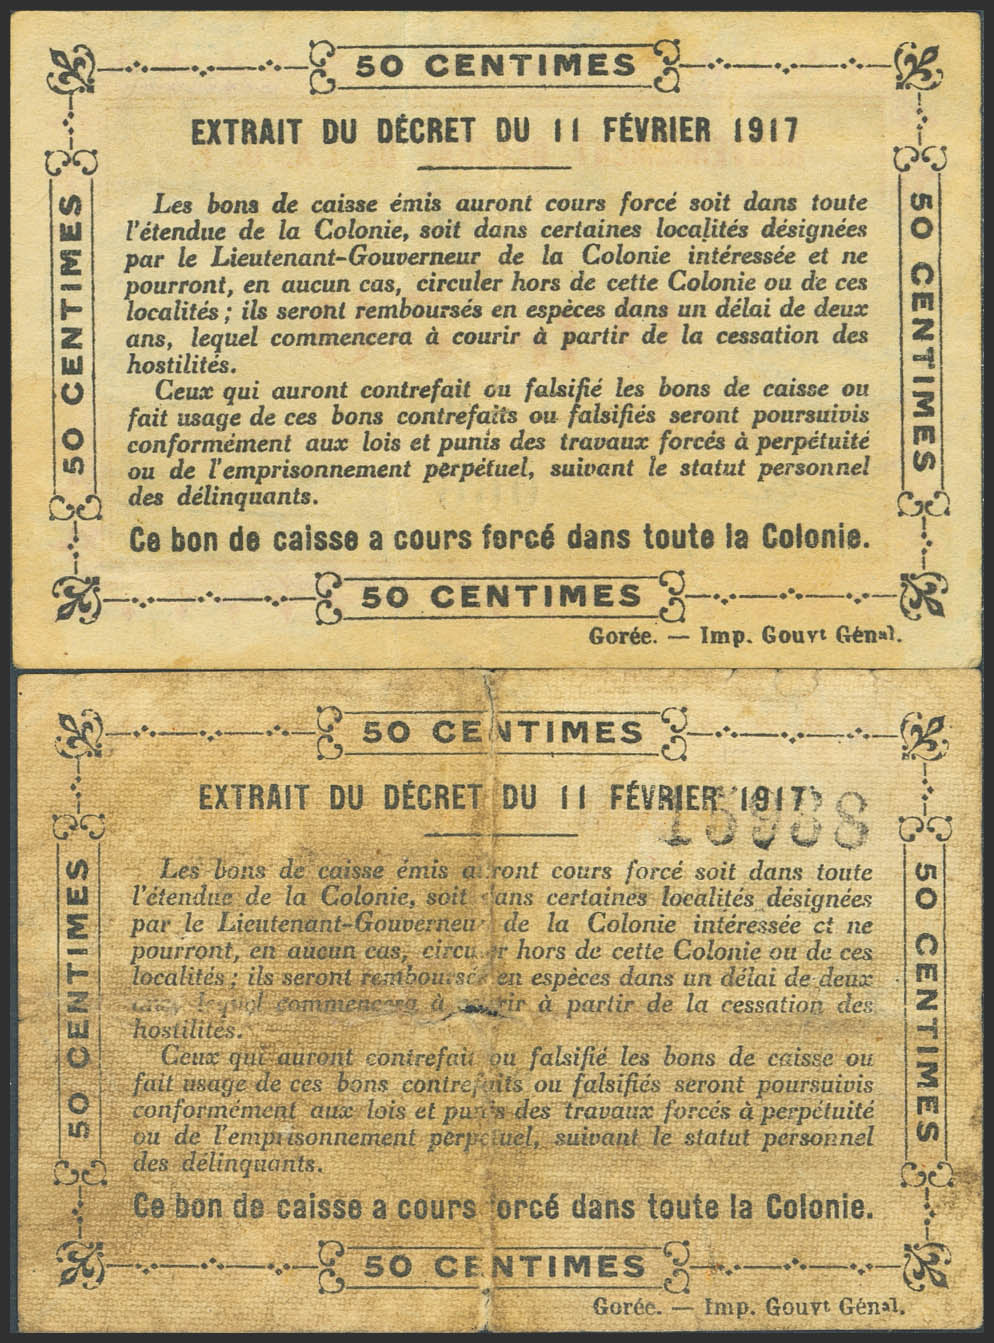 50 CENTIMES
EXTRAIT DU DÉCRET DU 11 FÉVRIER 1917
50 CENTIMES
50 CENTIMES
Les bons de caisse émis auront cours forcé soit dans toute
l'étendue de la Colonie, soit dans certaines localités désignées
par le Lieutenant-Gouverneur de la Colonie intéressée et ne
pourront, en aucun cas, circuler hors de cette Colonie ou de ces
localités ; ils seront remboursés en espèces dans un délai de deux
ans, lequel commencera à courir à partir de la cessation des
hostilités.
Ceux qui auront contrefait ou falsifié les bons de caisse ou
fait usage de ces bons contrefaits ou falsifiés seront poursuivis
conformément aux lois et punis des travaux forcés à perpétuité
ou de l'emprisonnement perpétuel, suivant le statut personnel
des délinquants.
Ce bon de caisse a cours forcé dans toute la Colonie.
50 CENTIMES
Gorée. — Imp. Gouvt Génal.
50 CENTIMES
EXTRAIT DU DÉCRET DU 11 FÉVRIER 1917
50 CENTIMES
50 CENTIMES
Les bons de caisse émis auront cours forcé soit dans toute
l'étendue de la Colonie, soit dans certaines localités désignées
par le Lieutenant-Gouverneur de la Colonie intéressée et ne
pourront, en aucun cas, circuler hors de cette Colonie ou de ces
localités ; ils seront remboursés en espèces dans un délai de deux
lequel commencera à à partir de la cessation des
hostilités.
Ceux qui auront contrefait ou falsifié les bons de caisse ou
fait usage de ces bons contrefaits ou falsifiés seront poursuivis
conformément aux lois et punis des travaux forcés à perpétuité
ou de l'emprisonnement perpétuel, suivant le statut personnel
des délinquants.
Ce bon de caisse a cours forcé dans toute la Colonie.
50 CENTIMES
Gorée. — Imp. Gouvt Génal.